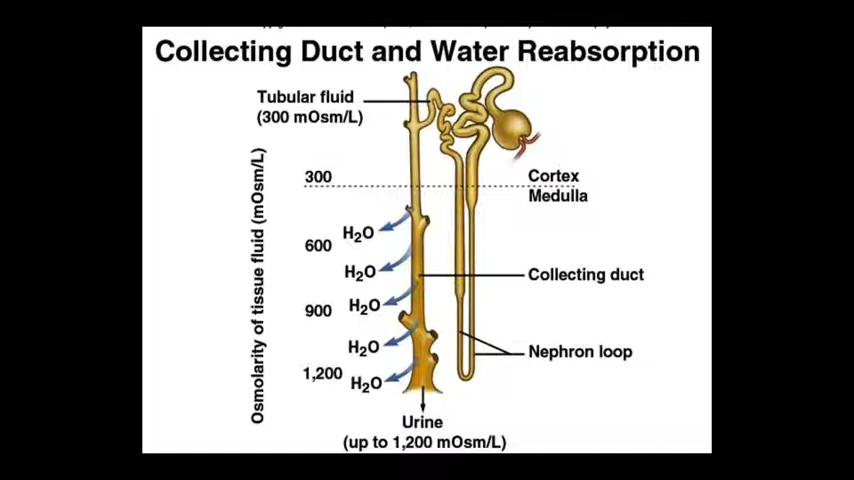 Collecting Duct and Water Reabsorption
Tubular fluid
(300 mOsm/L)
Osmolarity of tissue fluid (mOsm/L)
300
Cortex
Medulla
H₂O
600
H₂O
Collecting duct
H₂O
900
H₂O
Nephron loop
1,200
H₂O
Urine
(up to 1,200 mOsm/L)